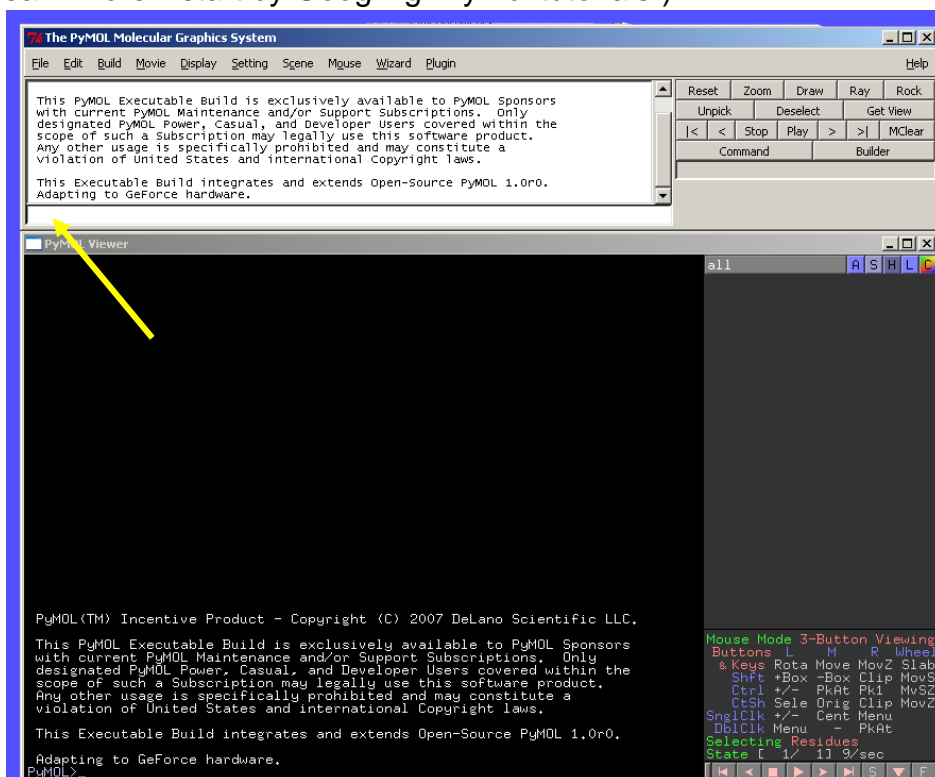 start by Googling
The PyMOL Molecular Graphics System
File Edit Build Movie Display Setting Scene Mouse Wizard Plugin Help
This PyMOL Executable Build is exclusively available to PyMOL Sponsors
with current PyMOL Maintenance and/or Support Subscriptions. Only
designated PyMOL Power, Casual, and Developer Users covered within the
scope of such a Subscription may legally use this software product.
Any other usage is specifically prohibited and may constitute a
violation of United States and international Copyright laws.
This Executable Build integrates and extends Open-Source PyMOL 1.0r0.
Adapting to GeForce hardware.
Reset Zoom Draw Ray Rock
Unpick Deselect Get View
|< < Stop Play > >| MClear
Command Builder
PyMOL Viewer
all A S H L C
PyMOL(TM) Incentive Product - Copyright (C) 2007 DeLano Scientific LLC.
This PyMOL Executable Build is exclusively available to PyMOL Sponsors
with current PyMOL Maintenance and/or Support Subscriptions. Only
designated PyMOL Power, Casual, and Developer Users covered within the
scope of such a Subscription may legally use this software product.
Any other usage is specifically prohibited and may constitute a
violation of United States and international Copyright laws.
This Executable Build integrates and extends Open-Source PyMOL 1.0r0.
Adapting to GeForce hardware.
PyMOL>_
Mouse Mode 3-Button Viewing
Buttons L M R Wheel
& Keys Rota Move MovZ Slab
Shft +Box -Box Clip MovS
Ctrl +/- PkAt Pk1 MvSZ
CtSh Sele Orig Clip MovZ
SnglClk +/- Cent Menu
DblClk Menu - PkAt
Selecting Residues
State [ 1/ 1] 9/sec
S F